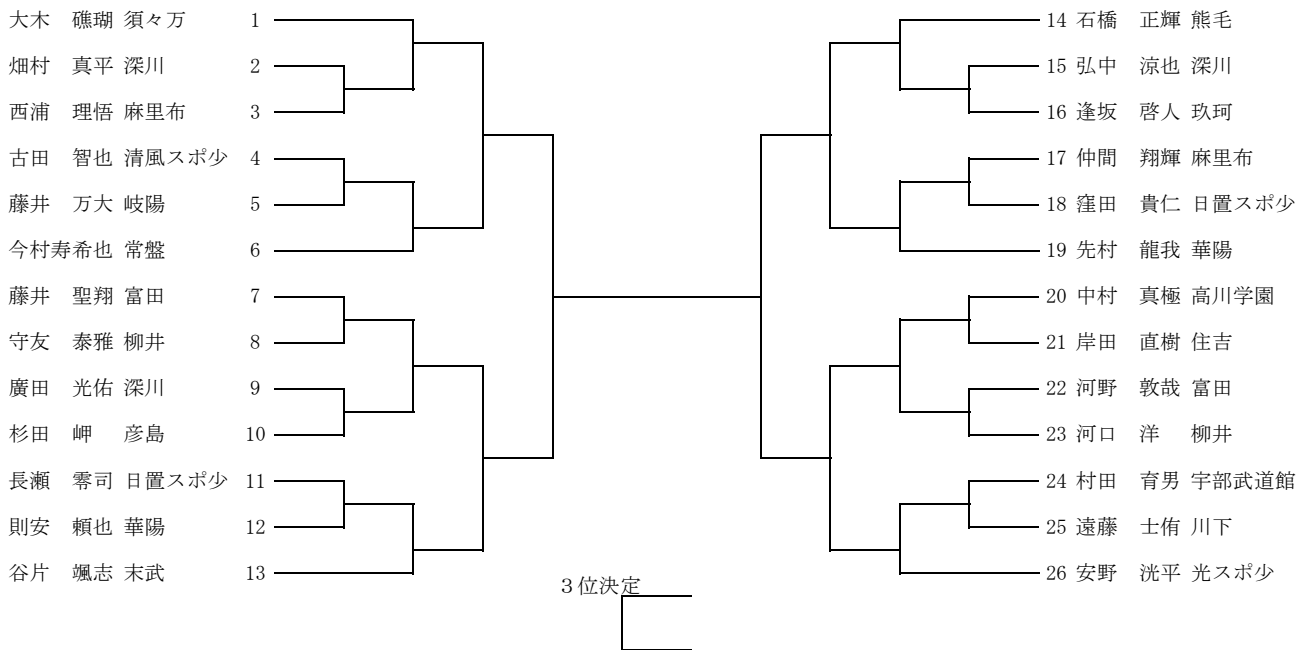 大木 礁瑚 須々万 1
畑村 真平 深川 2
西浦 理悟 麻里布 3
古田 智也 清風スポ少 4
藤井 万大 岐陽 5
今村寿希也 常盤 6
藤井 聖翔 富田 7
守友 泰雅 柳井 8
廣田 光佑 深川 9
杉田 岬 彦島 10
長瀬 零司 日置スポ少 11
則安 頼也 華陽 12
谷片 颯志 末武 13
14 石橋 正輝 熊毛
15 弘中 涼也 深川
16 逢坂 啓人 玖珂
17 仲間 翔輝 麻里布
18 窪田 貴仁 日置スポ少
19 先村 龍我 華陽
20 中村 真極 高川学園
21 岸田 直樹 住吉
22 河野 敦哉 富田
23 河口 洋 柳井
24 村田 育男 宇部武道館
25 遠藤 士侑 川下
26 安野 洸平 光スポ少
３位決定